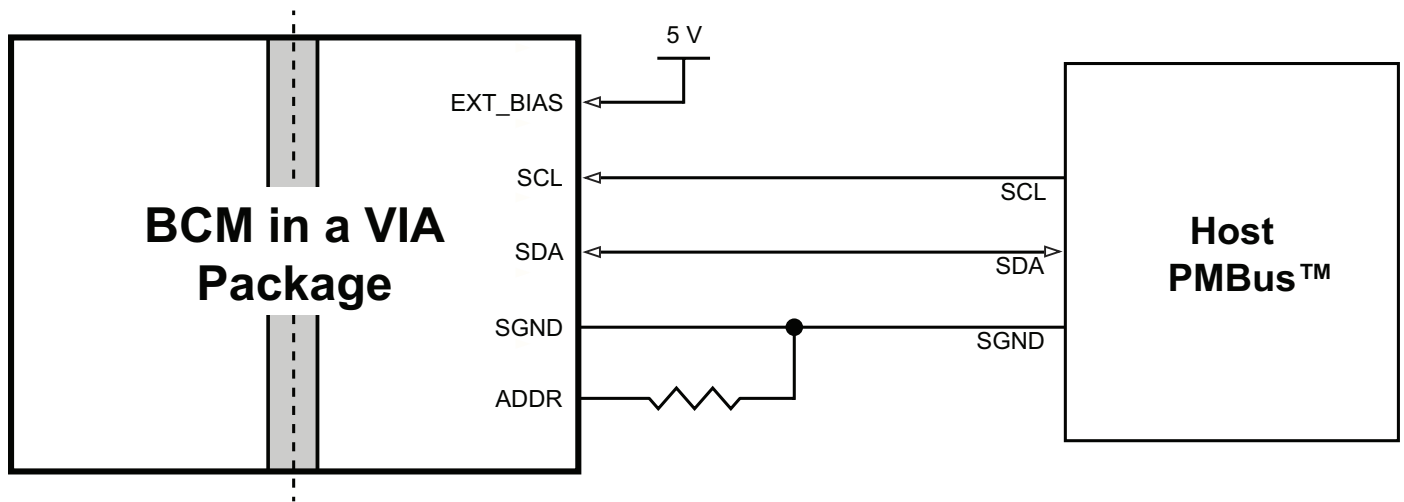 5 V
EXT_BIAS
SCL
SCL
BCM in a VIA
Package
SDA
SDA
Host
PMBus™
SGND
SGND
ADDR